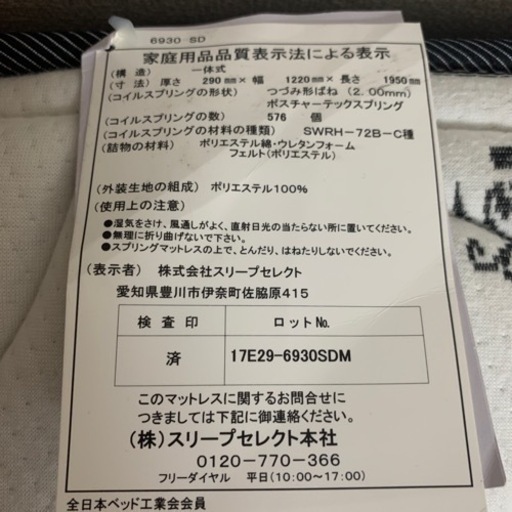 6930-SD
家庭用品品質表示法による表示
(構造) 一体式
(寸法) 厚さ 290mm×幅 1220mm×長さ 1950mm
(コイルスプリングの形状) つづみ形ばね (2.00mm)
ポスチャーテックスプリング
(コイルスプリングの数) 576 個
(コイルスプリングの材料の種類) SWRH-72B-C種
(詰物の材料) ポリエステル綿・ウレタンフォーム
フェルト(ポリエステル)
(外装生地の組成) ポリエステル100%
(使用上の注意)
●湿気をさけ、風通しがよく、直射日光の当たらない所に置いてください。
●無理に折り曲げないで下さい。
●スプリングマットレスの上で、とんだり、はねたりしないでください。
(表示者) 株式会社スリープセレクト
愛知県豊川市伊奈町佐脇原415
検査印 ロット№
済 17E29-6930SDM
このマットレスに関するお問合せに
つきましては下記に御連絡ください。
(株)スリープセレクト本社
0120-770-366
フリーダイヤル 平日(10:00~17:00)
全日本ベッド工業会会員